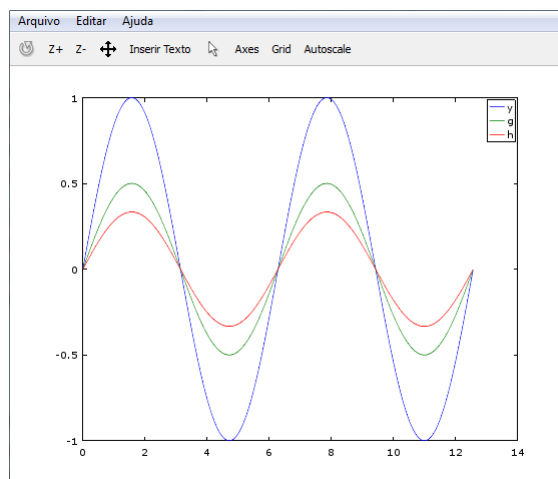 Arquivo Editar Ajuda
Z+ Z- Inserir Texto Axes Grid Autoscale
1
0.5
0
-0.5
-1
0 2 4 6 8 10 12 14
y
g
h